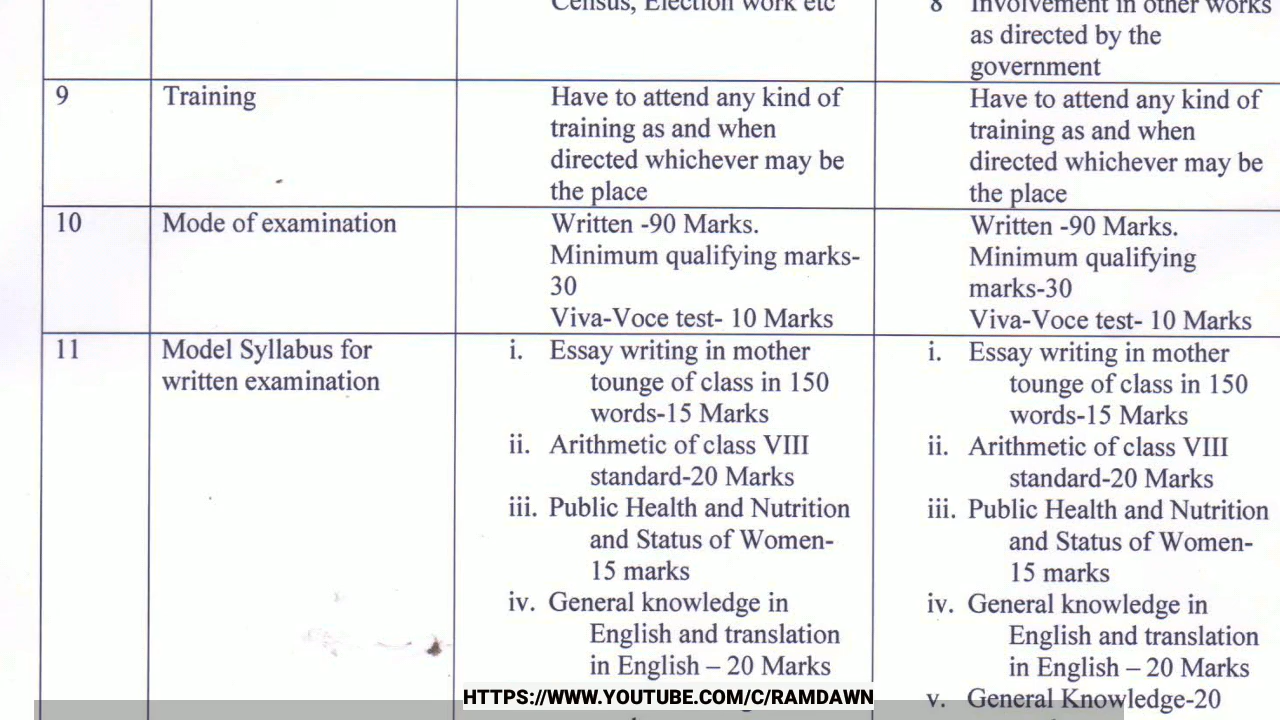 Census, Election work etc
8 Involvement in other works
as directed by the
government
9 Training
Have to attend any kind of
training as and when
directed whichever may be
the place
Have to attend any kind of
training as and when
directed whichever may be
the place
10 Mode of examination
Written -90 Marks.
Minimum qualifying marks-
30
Viva-Voce test- 10 Marks
Written -90 Marks.
Minimum qualifying
marks-30
Viva-Voce test- 10 Marks
11 Model Syllabus for
written examination
i. Essay writing in mother
tounge of class in 150
words-15 Marks
ii. Arithmetic of class VIII
standard-20 Marks
iii. Public Health and Nutrition
and Status of Women-
15 marks
iv. General knowledge in
English and translation
in English – 20 Marks
i. Essay writing in mother
tounge of class in 150
words-15 Marks
ii. Arithmetic of class VIII
standard-20 Marks
iii. Public Health and Nutrition
and Status of Women-
15 marks
iv. General knowledge in
English and translation
in English – 20 Marks
v. General Knowledge-20
HTTPS://WWW.YOUTUBE.COM/C/RAMDAWN